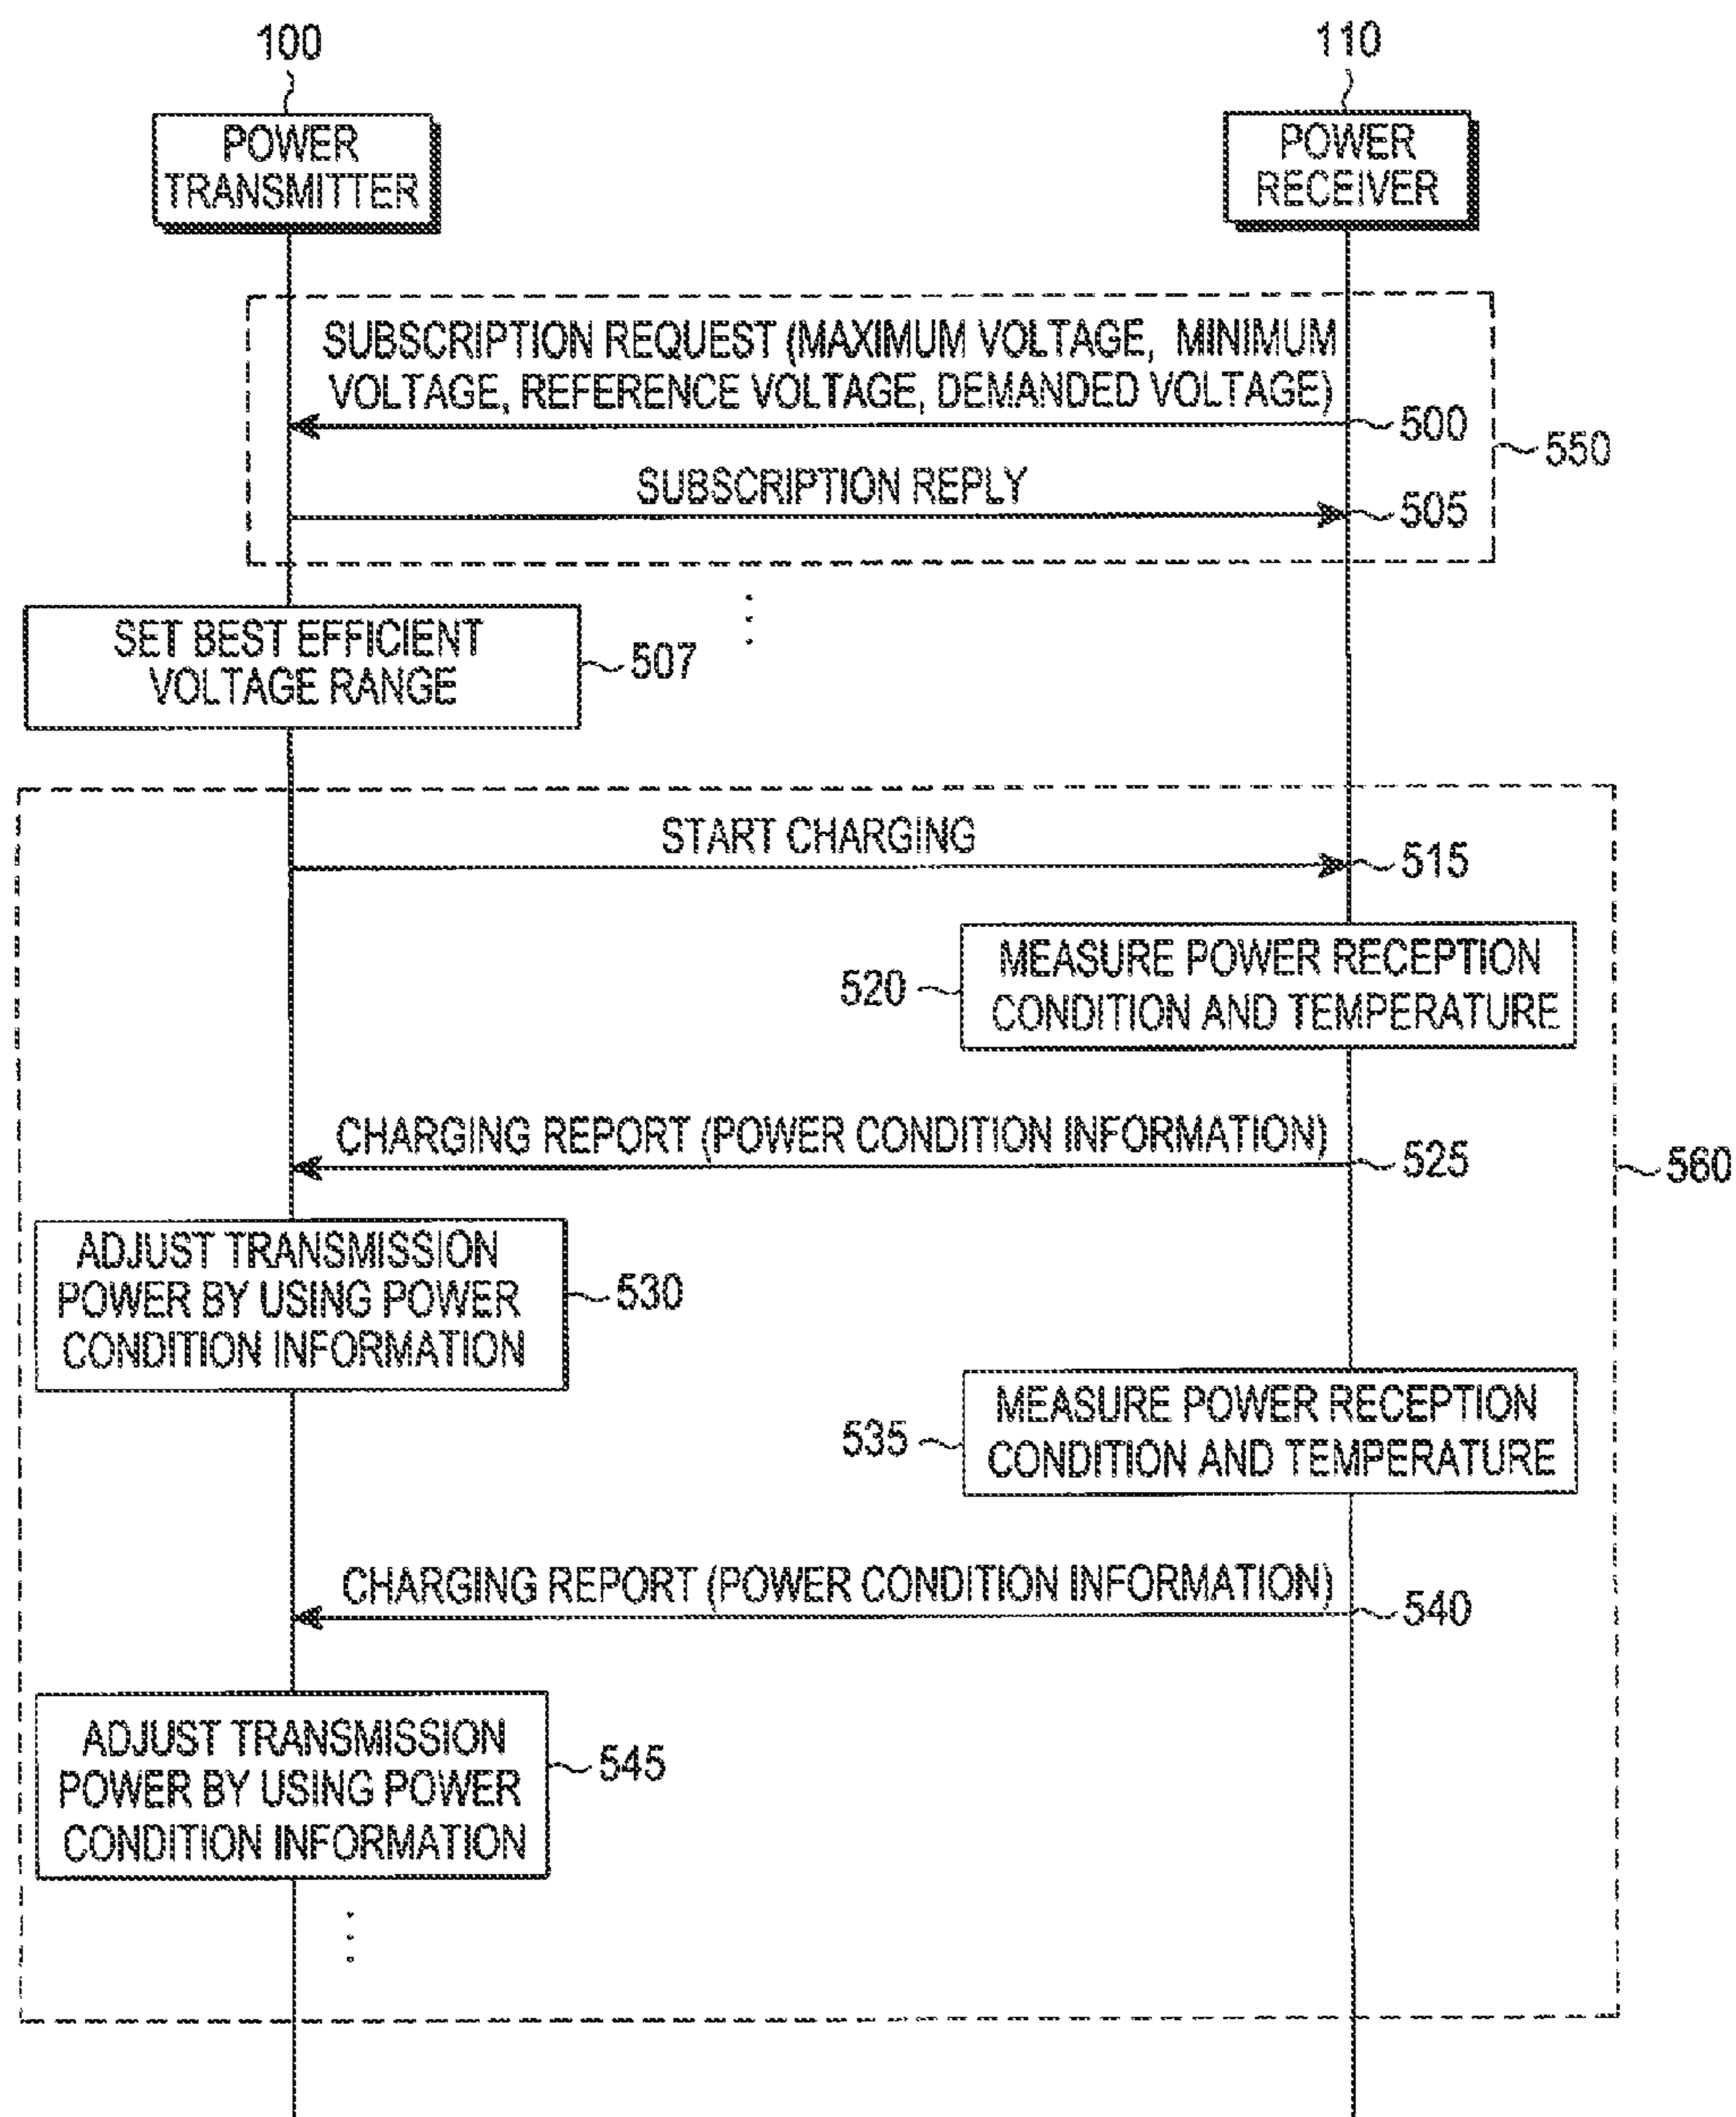 100
110
POWER
TRANSMITTER
POWER
RECEIVER
SUBSCRIPTION REQUEST (MAXIMUM VOLTAGE, MINIMUM
VOLTAGE, REFERENCE VOLTAGE, DEMANDED VOLTAGE)
500
550
SUBSCRIPTION REPLY
505
SET BEST EFFICIENT
VOLTAGE RANGE
507
START CHARGING
515
MEASURE POWER RECEPTION
CONDITION AND TEMPERATURE
520
CHARGING REPORT (POWER CONDITION INFORMATION)
525
560
ADJUST TRANSMISSION
POWER BY USING POWER
CONDITION INFORMATION
530
MEASURE POWER RECEPTION
CONDITION AND TEMPERATURE
535
CHARGING REPORT (POWER CONDITION INFORMATION)
540
ADJUST TRANSMISSION
POWER BY USING POWER
CONDITION INFORMATION
545